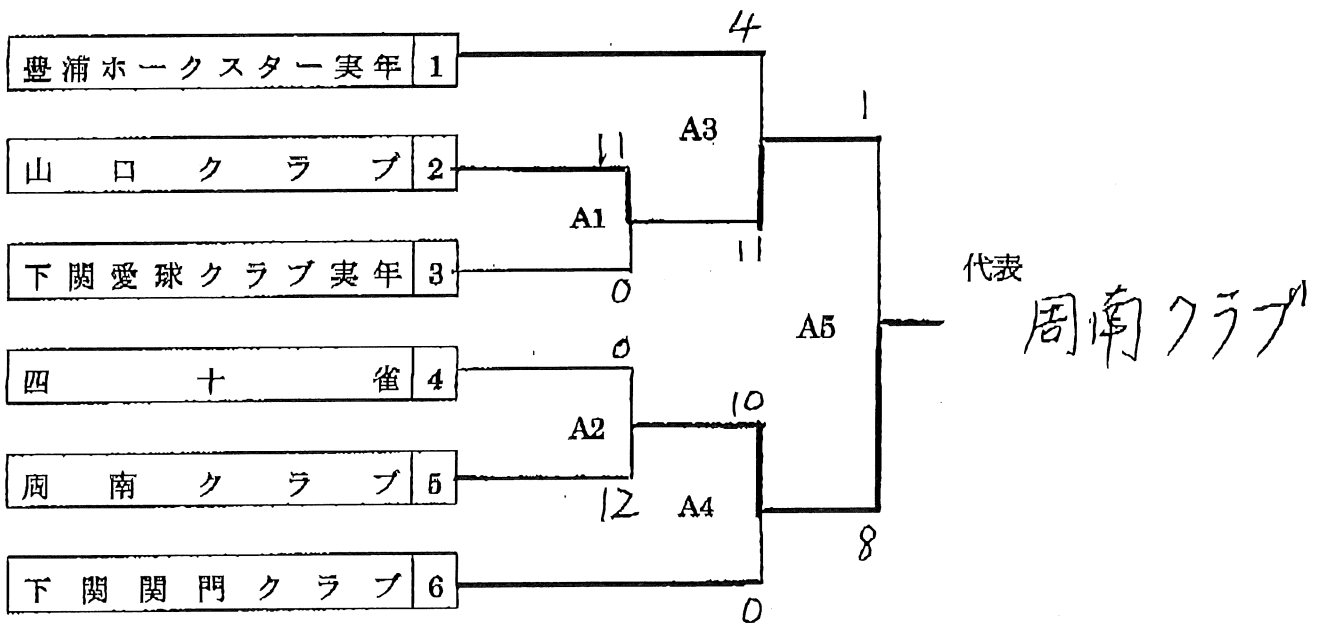 4
豊浦ホークスター実年 1
1
A3
11
山口クラブ 2
A1
11
下関愛球クラブ実年 3
0
代表
周南クラブ
A5
0
四十雀 4
10
A2
周南クラブ 5
12
A4
8
下関関門クラブ 6
0